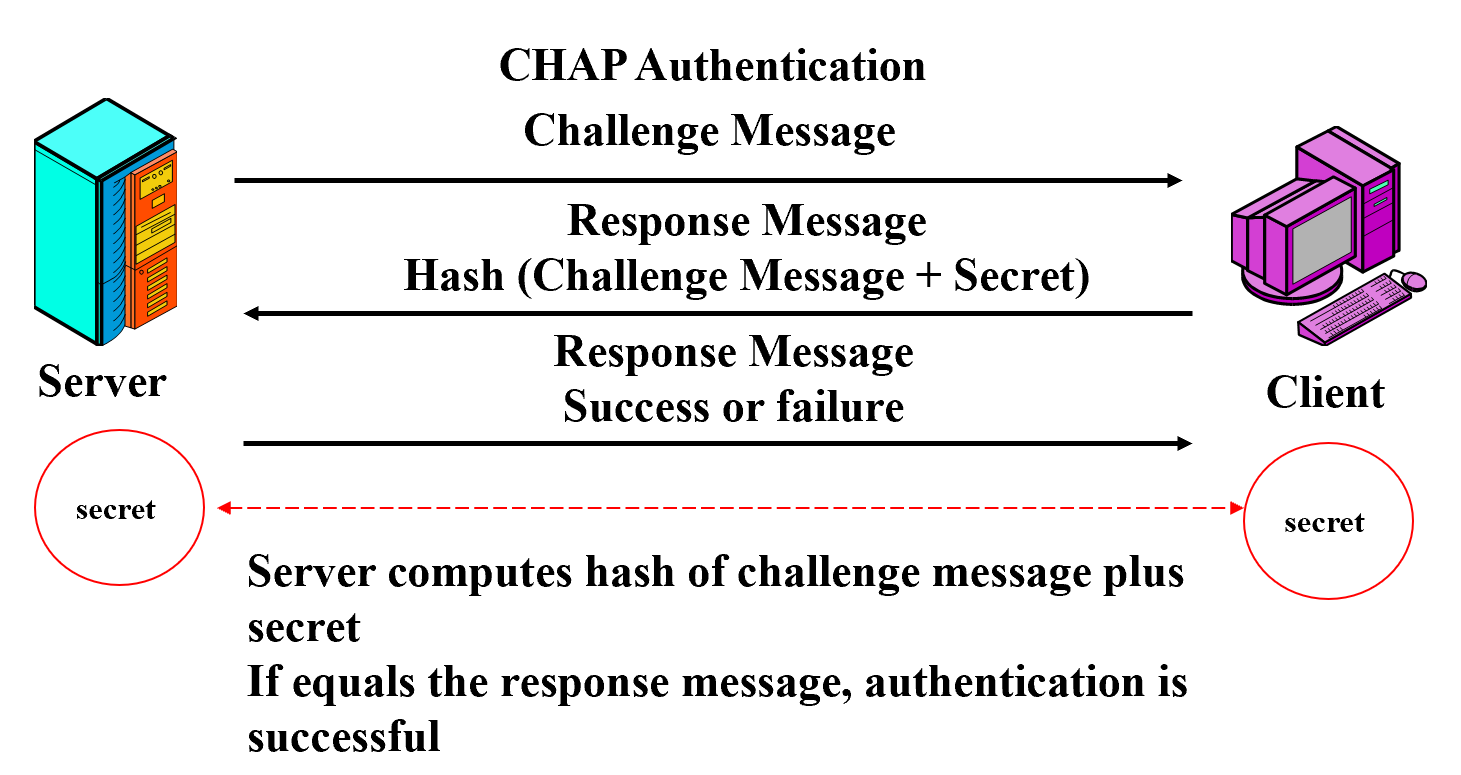 CHAP Authentication
Challenge Message
Response Message
Hash (Challenge Message + Secret)
Response Message
Success or failure
Server
Client
secret
secret
Server computes hash of challenge message plus
secret
If equals the response message, authentication is
successful